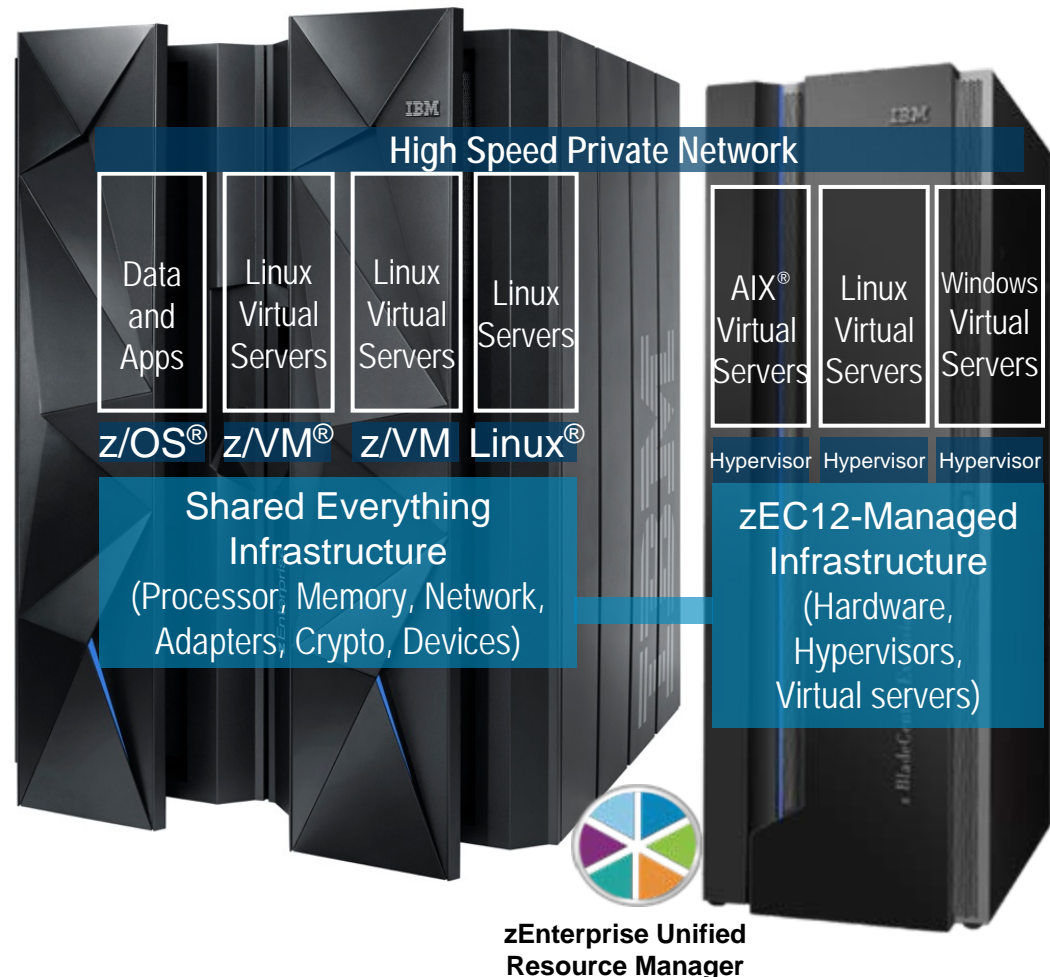 IBM
IBM
High Speed Private Network
Data
and
Apps
Linux
Virtual
Servers
Linux
Virtual
Servers
Linux
Servers
AIX®
Virtual
Servers
Linux
Virtual
Servers
Windows
Virtual
Servers
z/OS® z/VM® z/VM Linux®
Hypervisor Hypervisor Hypervisor
Shared Everything
Infrastructure
(Processor, Memory, Network,
Adapters, Crypto, Devices)
zEC12-Managed
Infrastructure
(Hardware,
Hypervisors,
Virtual servers)
zEnterprise Unified
Resource Manager